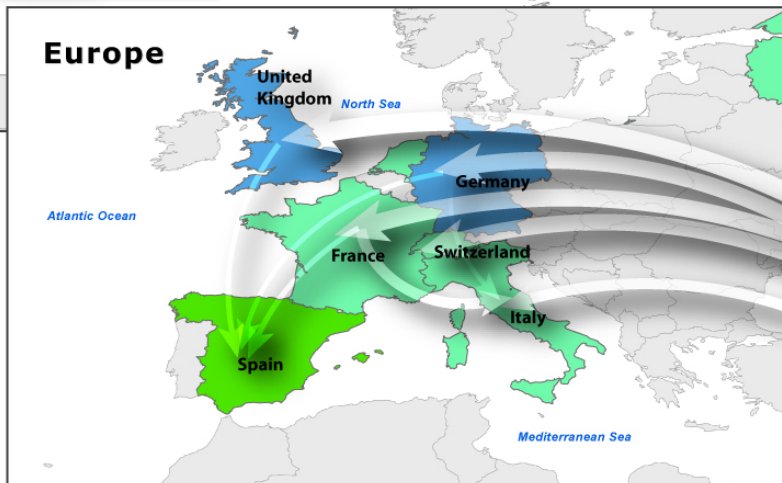 Europe
United
Kingdom
North Sea
Germany
Atlantic Ocean
France
Switzerland
Italy
Spain
Mediterranean Sea